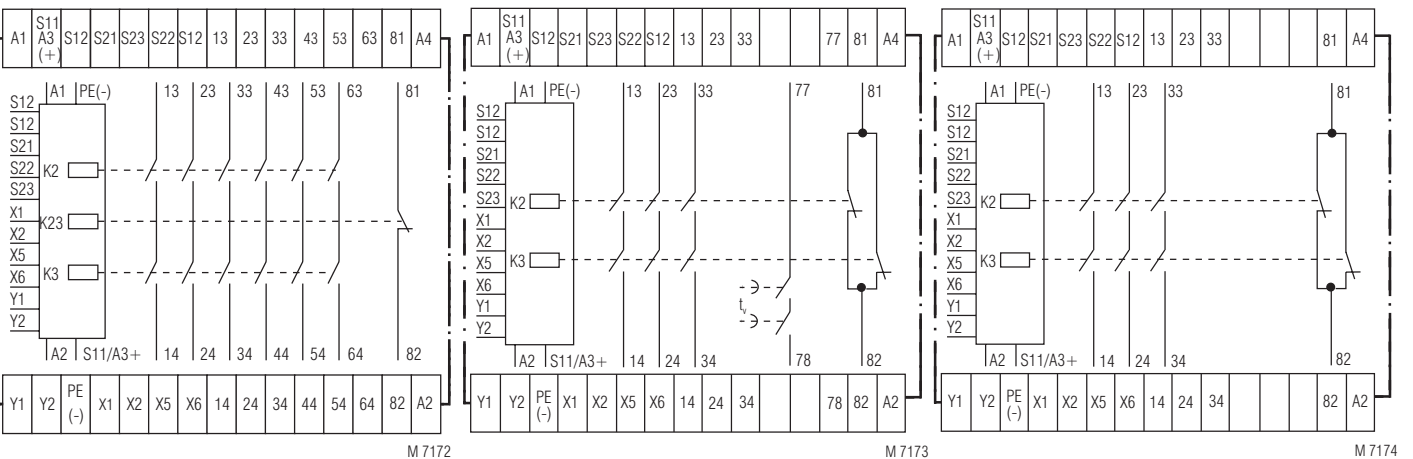 A1 S11 A3 (+) S12 S21 S23 S22 S12 13 23 33 43 53 63 81 A4
A1 PE(-) 13 23 33 43 53 63 81
S12
S12
S21
S22
S23
X1
X2
X5
X6
Y1
Y2
K2
K23
K3
A2 S11/A3+ 14 24 34 44 54 64 82
Y1 Y2 PE (-) X1 X2 X5 X6 14 24 34 44 54 64 82 A2
M 7172
A1 S11 A3 (+) S12 S21 S23 S22 S12 13 23 33 77 81 A4
A1 PE(-) 13 23 33 77 81
S12
S12
S21
S22
S23
X1
X2
X5
X6
Y1
Y2
K2
K3
tv
A2 S11/A3+ 14 24 34 78 82
Y1 Y2 PE (-) X1 X2 X5 X6 14 24 34 78 82 A2
M 7173
A1 S11 A3 (+) S12 S21 S23 S22 S12 13 23 33 81 A4
A1 PE(-) 13 23 33 81
S12
S12
S21
S22
S23
X1
X2
X5
X6
Y1
Y2
K2
K3
A2 S11/A3+ 14 24 34 82
Y1 Y2 PE (-) X1 X2 X5 X6 14 24 34 82 A2
M 7174